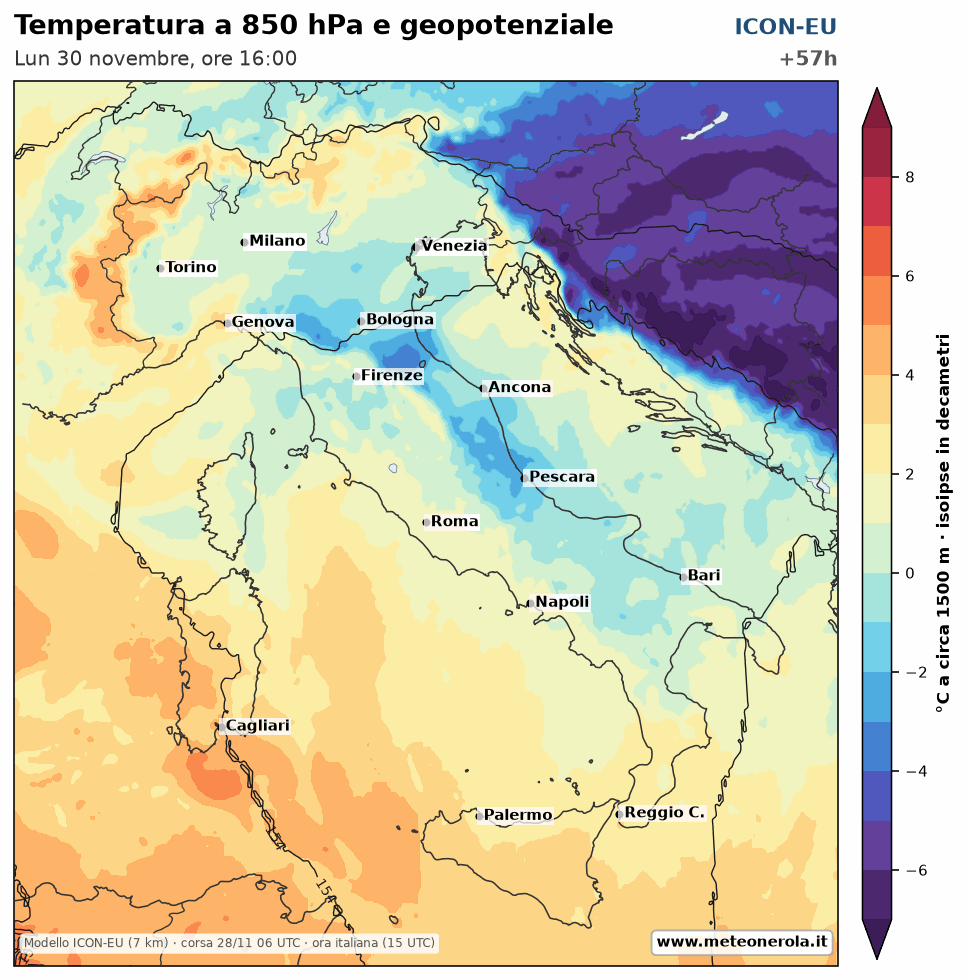 Temperatura a 850 hPa e geopotenziale
ICON-EU
Lun 30 novembre, ore 16:00
+57h
Milano
Venezia
Torino
Genova
Bologna
Firenze
Ancona
Pescara
Roma
Bari
Napoli
Cagliari
Palermo
Reggio C.
8
6
4
2
0
−2
−4
−6
°C a circa 1500 m · isoipse in decametri
Modello ICON-EU (7 km) · corsa 28/11 06 UTC · ora italiana (15 UTC)
www.meteonerola.it